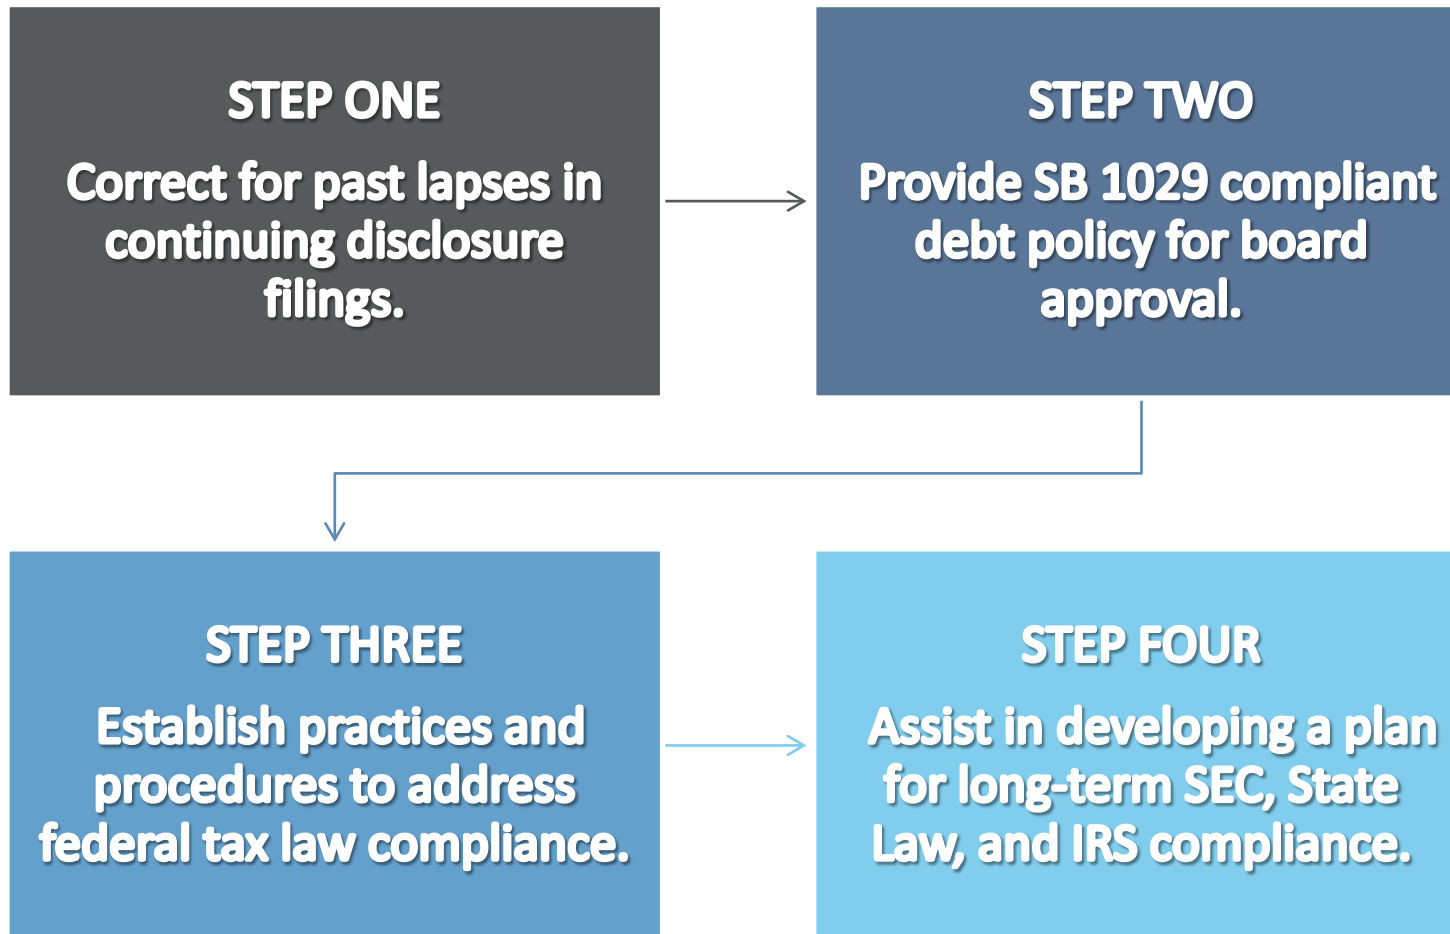 STEP ONE
Correct for past lapses in
continuing disclosure
filings.
STEP TWO
Provide SB 1029 compliant
debt policy for board
approval.
STEP THREE
Establish practices and
procedures to address
federal tax law compliance.
STEP FOUR
Assist in developing a plan
for long-term SEC, State
Law, and IRS compliance.